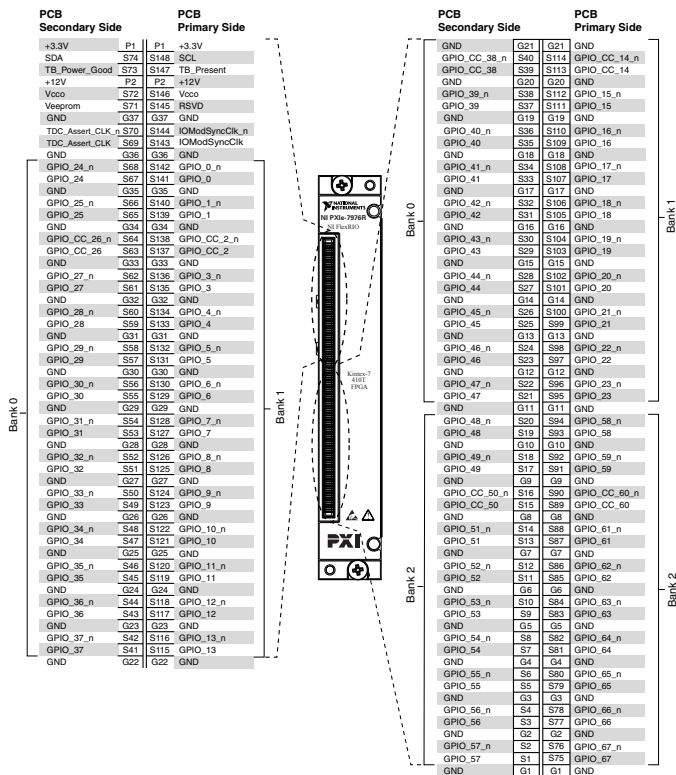 PCB
Secondary Side
PCB
Primary Side
+3.3V P1 P1 +3.3V
SDA S74 S148 SCL
TB_Power_Good S73 S147 TB_Present
+12V P2 P2 +12V
Vcco S72 S146 Vcco
Veeprom S71 S145 RSVD
GND G37 G37 GND
TDC_Assert_CLK_n S70 S144 IOModSyncClk_n
TDC_Assert_CLK S69 S143 IOModSyncClk
GND G36 G36 GND
GPIO_24_n S68 S142 GPIO_0_n
GPIO_24 S67 S141 GPIO_0
GND G35 G35 GND
GPIO_25_n S66 S140 GPIO_1_n
GPIO_25 S65 S139 GPIO_1
GND G34 G34 GND
GPIO_CC_26_n S64 S138 GPIO_CC_2_n
GPIO_CC_26 S63 S137 GPIO_CC_2
GND G33 G33 GND
GPIO_27_n S62 S136 GPIO_3_n
GPIO_27 S61 S135 GPIO_3
GND G32 G32 GND
GPIO_28_n S60 S134 GPIO_4_n
GPIO_28 S59 S133 GPIO_4
GND G31 G31 GND
GPIO_29_n S58 S132 GPIO_5_n
GPIO_29 S57 S131 GPIO_5
GND G30 G30 GND
GPIO_30_n S56 S130 GPIO_6_n
GPIO_30 S55 S129 GPIO_6
GND G29 G29 GND
GPIO_31_n S54 S128 GPIO_7_n
GPIO_31 S53 S127 GPIO_7
GND G28 G28 GND
GPIO_32_n S52 S126 GPIO_8_n
GPIO_32 S51 S125 GPIO_8
GND G27 G27 GND
GPIO_33_n S50 S124 GPIO_9_n
GPIO_33 S49 S123 GPIO_9
GND G26 G26 GND
GPIO_34_n S48 S122 GPIO_10_n
GPIO_34 S47 S121 GPIO_10
GND G25 G25 GND
GPIO_35_n S46 S120 GPIO_11_n
GPIO_35 S45 S119 GPIO_11
GND G24 G24 GND
GPIO_36_n S44 S118 GPIO_12_n
GPIO_36 S43 S117 GPIO_12
GND G23 G23 GND
GPIO_37_n S42 S116 GPIO_13_n
GPIO_37 S41 S115 GPIO_13
GND G22 G22 GND
Bank 0
Bank 1
NATIONAL
INSTRUMENTS
NI PXIe-7976R
NI FlexRIO
Kintex-7
410T
FPGA
PXI
PCB
Secondary Side
PCB
Primary Side
GND G21 G21 GND
GPIO_CC_38_n S40 S114 GPIO_CC_14_n
GPIO_CC_38 S39 S113 GPIO_CC_14
GND G20 G20 GND
GPIO_39_n S38 S112 GPIO_15_n
GPIO_39 S37 S111 GPIO_15
GND G19 G19 GND
GPIO_40_n S36 S110 GPIO_16_n
GPIO_40 S35 S109 GPIO_16
GND G18 G18 GND
GPIO_41_n S34 S108 GPIO_17_n
GPIO_41 S33 S107 GPIO_17
GND G17 G17 GND
GPIO_42_n S32 S106 GPIO_18_n
GPIO_42 S31 S105 GPIO_18
GND G16 G16 GND
GPIO_43_n S30 S104 GPIO_19_n
GPIO_43 S29 S103 GPIO_19
GND G15 G15 GND
GPIO_44_n S28 S102 GPIO_20_n
GPIO_44 S27 S101 GPIO_20
GND G14 G14 GND
GPIO_45_n S26 S100 GPIO_21_n
GPIO_45 S25 S99 GPIO_21
GND G13 G13 GND
GPIO_46_n S24 S98 GPIO_22_n
GPIO_46 S23 S97 GPIO_22
GND G12 G12 GND
GPIO_47_n S22 S96 GPIO_23_n
GPIO_47 S21 S95 GPIO_23
GND G11 G11 GND
GPIO_48_n S20 S94 GPIO_58_n
GPIO_48 S19 S93 GPIO_58
GND G10 G10 GND
GPIO_49_n S18 S92 GPIO_59_n
GPIO_49 S17 S91 GPIO_59
GND G9 G9 GND
GPIO_CC_50_n S16 S90 GPIO_CC_60_n
GPIO_CC_50 S15 S89 GPIO_CC_60
GND G8 G8 GND
GPIO_51_n S14 S88 GPIO_61_n
GPIO_51 S13 S87 GPIO_61
GND G7 G7 GND
GPIO_52_n S12 S86 GPIO_62_n
GPIO_52 S11 S85 GPIO_62
GND G6 G6 GND
GPIO_53_n S10 S84 GPIO_63_n
GPIO_53 S9 S83 GPIO_63
GND G5 G5 GND
GPIO_54_n S8 S82 GPIO_64_n
GPIO_54 S7 S81 GPIO_64
GND G4 G4 GND
GPIO_55_n S6 S80 GPIO_65_n
GPIO_55 S5 S79 GPIO_65
GND G3 G3 GND
GPIO_56_n S4 S78 GPIO_66_n
GPIO_56 S3 S77 GPIO_66
GND G2 G2 GND
GPIO_57_n S2 S76 GPIO_67_n
GPIO_57 S1 S75 GPIO_67
GND G1 G1 GND
Bank 0
Bank 1
Bank 2
Bank 2